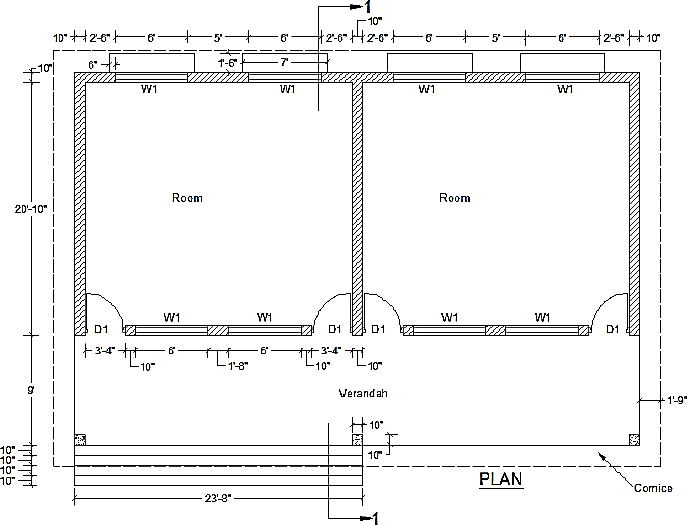 1
10"
10" 2'-6" 6' 5' 6' 2'-6" 2'-6" 6' 5' 6' 2'-6" 10"
6" 1'-6" 7'
10"
W1 W1 W1 W1
Room Room
20'-10"
W1 W1 W1 W1
D1 D1 D1 D1
3'-4" 6' 6' 3'-4"
10" 1'-8" 10" 10"
9'
Verandah
1'-9"
10"
10"
10"
10"
10"
10"
PLAN
Cornice
23'-8"
1